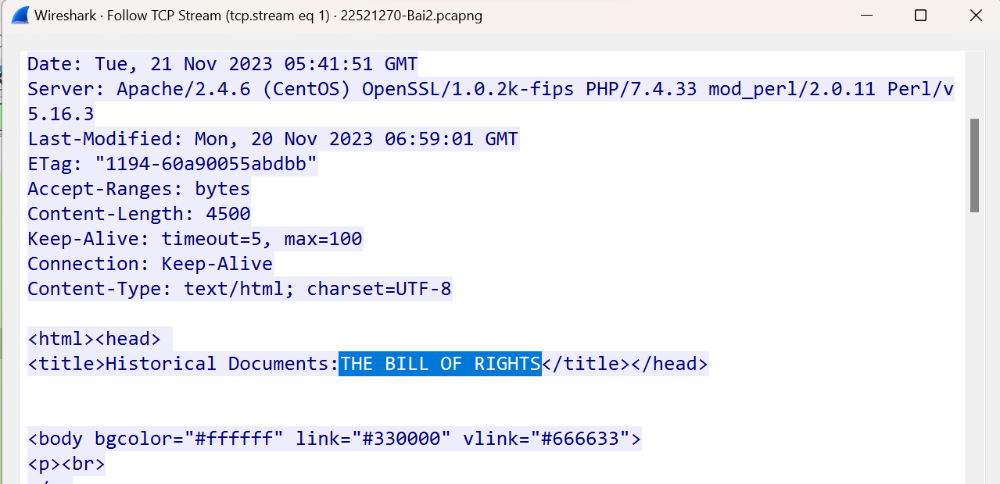 Wireshark · Follow TCP Stream (tcp.stream eq 1) · 22521270-Bai2.pcapng
Date: Tue, 21 Nov 2023 05:41:51 GMT
Server: Apache/2.4.6 (CentOS) OpenSSL/1.0.2k-fips PHP/7.4.33 mod_perl/2.0.11 Perl/v
5.16.3
Last-Modified: Mon, 20 Nov 2023 06:59:01 GMT
ETag: "1194-60a90055abdbb"
Accept-Ranges: bytes
Content-Length: 4500
Keep-Alive: timeout=5, max=100
Connection: Keep-Alive
Content-Type: text/html; charset=UTF-8
<html><head>
<title>Historical Documents:THE BILL OF RIGHTS</title></head>
<body bgcolor="#ffffff" link="#330000" vlink="#666633">
<p><br>